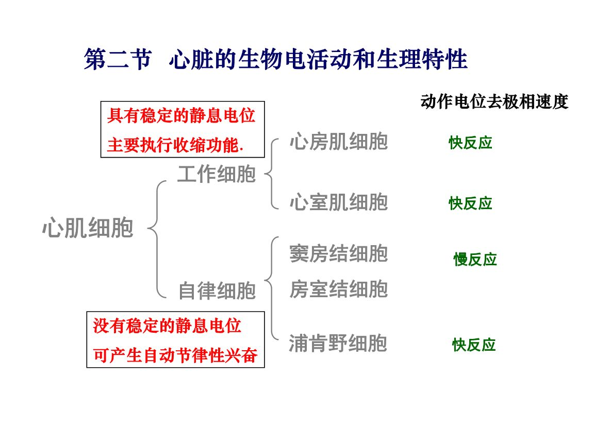 第二节 心脏的生物电活动和生理特性
动作电位去极相速度
具有稳定的静息电位
主要执行收缩功能.
心房肌细胞 快反应
工作细胞
心室肌细胞 快反应
心肌细胞
窦房结细胞 慢反应
自律细胞 房室结细胞
没有稳定的静息电位
可产生自动节律性兴奋
浦肯野细胞 快反应